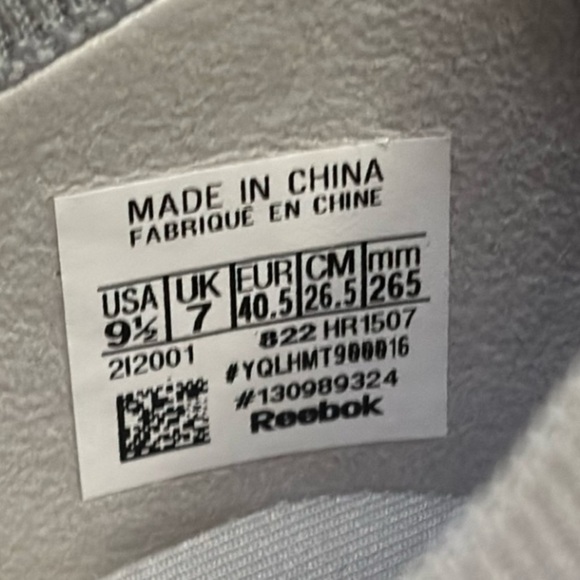 MADE IN CHINA
FABRIQUÉ EN CHINE
USA UK EUR CM mm
9½ 7 40.5 26.5 265
822 HR1507
2I2001
#YQLHMT900016
#130989324
Reebok